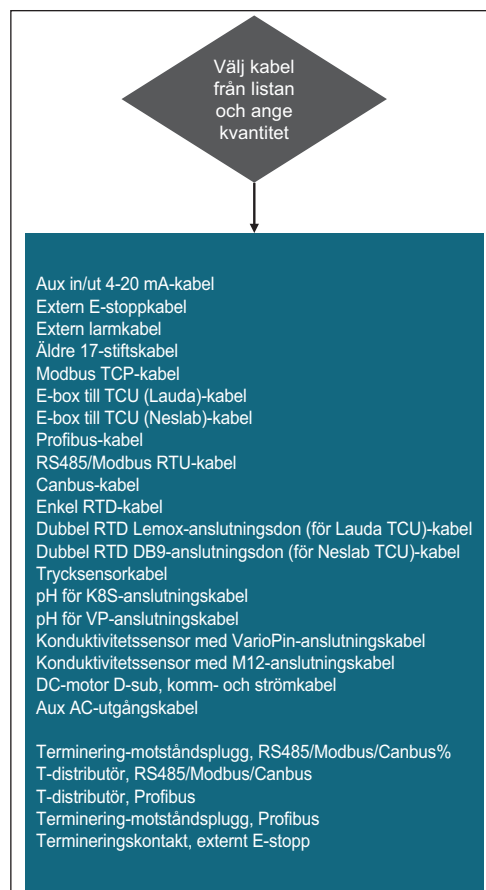 Välj kabel
från listan
och ange
kvantitet
Aux in/ut 4-20 mA-kabel
Extern E-stoppkabel
Extern larmkabel
Äldre 17-stiftskabel
Modbus TCP-kabel
E-box till TCU (Lauda)-kabel
E-box till TCU (Neslab)-kabel
Profibus-kabel
RS485/Modbus RTU-kabel
Canbus-kabel
Enkel RTD-kabel
Dubbel RTD Lemox-anslutningsdon (för Lauda TCU)-kabel
Dubbel RTD DB9-anslutningsdon (för Neslab TCU)-kabel
Trycksensorkabel
pH för K8S-anslutningskabel
pH för VP-anslutningskabel
Konduktivitetssensor med VarioPin-anslutningskabel
Konduktivitetssensor med M12-anslutningskabel
DC-motor D-sub, komm- och strömkabel
Aux AC-utgångskabel
Terminering-motståndsplugg, RS485/Modbus/Canbus%
T-distributör, RS485/Modbus/Canbus
T-distributör, Profibus
Terminering-motståndsplugg, Profibus
Termineringskontakt, externt E-stopp